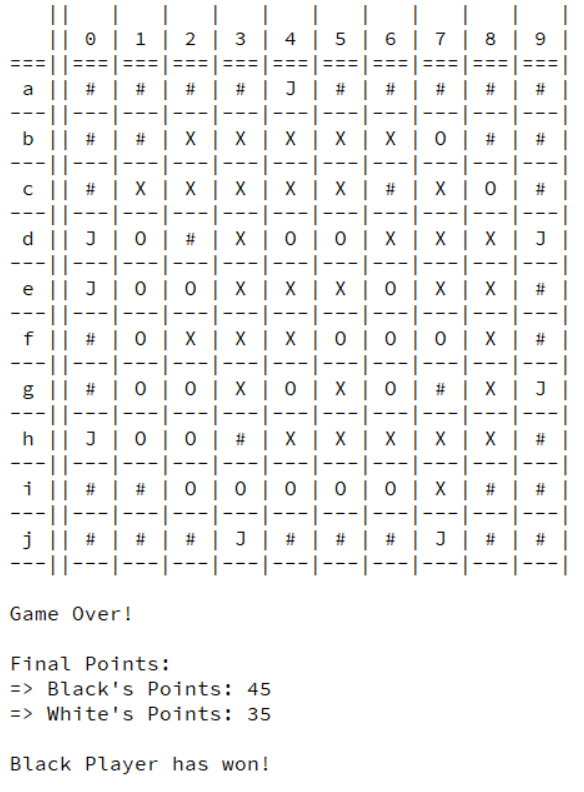 || 0 | 1 | 2 | 3 | 4 | 5 | 6 | 7 | 8 | 9 |
===||===|===|===|===|===|===|===|===|===|===|
a || # | # | # | # | J | # | # | # | # | # |
---||---|---|---|---|---|---|---|---|---|---|
b || # | # | X | X | X | X | X | O | # | # |
---||---|---|---|---|---|---|---|---|---|---|
c || # | X | X | X | X | X | # | X | O | # |
---||---|---|---|---|---|---|---|---|---|---|
d || J | O | # | X | O | O | X | X | X | J |
---||---|---|---|---|---|---|---|---|---|---|
e || J | O | O | X | X | X | O | X | X | # |
---||---|---|---|---|---|---|---|---|---|---|
f || # | O | X | X | X | O | O | O | X | # |
---||---|---|---|---|---|---|---|---|---|---|
g || # | O | O | X | O | X | O | # | X | J |
---||---|---|---|---|---|---|---|---|---|---|
h || J | O | O | # | X | X | X | X | X | # |
---||---|---|---|---|---|---|---|---|---|---|
i || # | # | O | O | O | O | O | X | # | # |
---||---|---|---|---|---|---|---|---|---|---|
j || # | # | # | J | # | # | # | J | # | # |
---||---|---|---|---|---|---|---|---|---|---|
Game Over!
Final Points:
=> Black's Points: 45
=> White's Points: 35
Black Player has won!